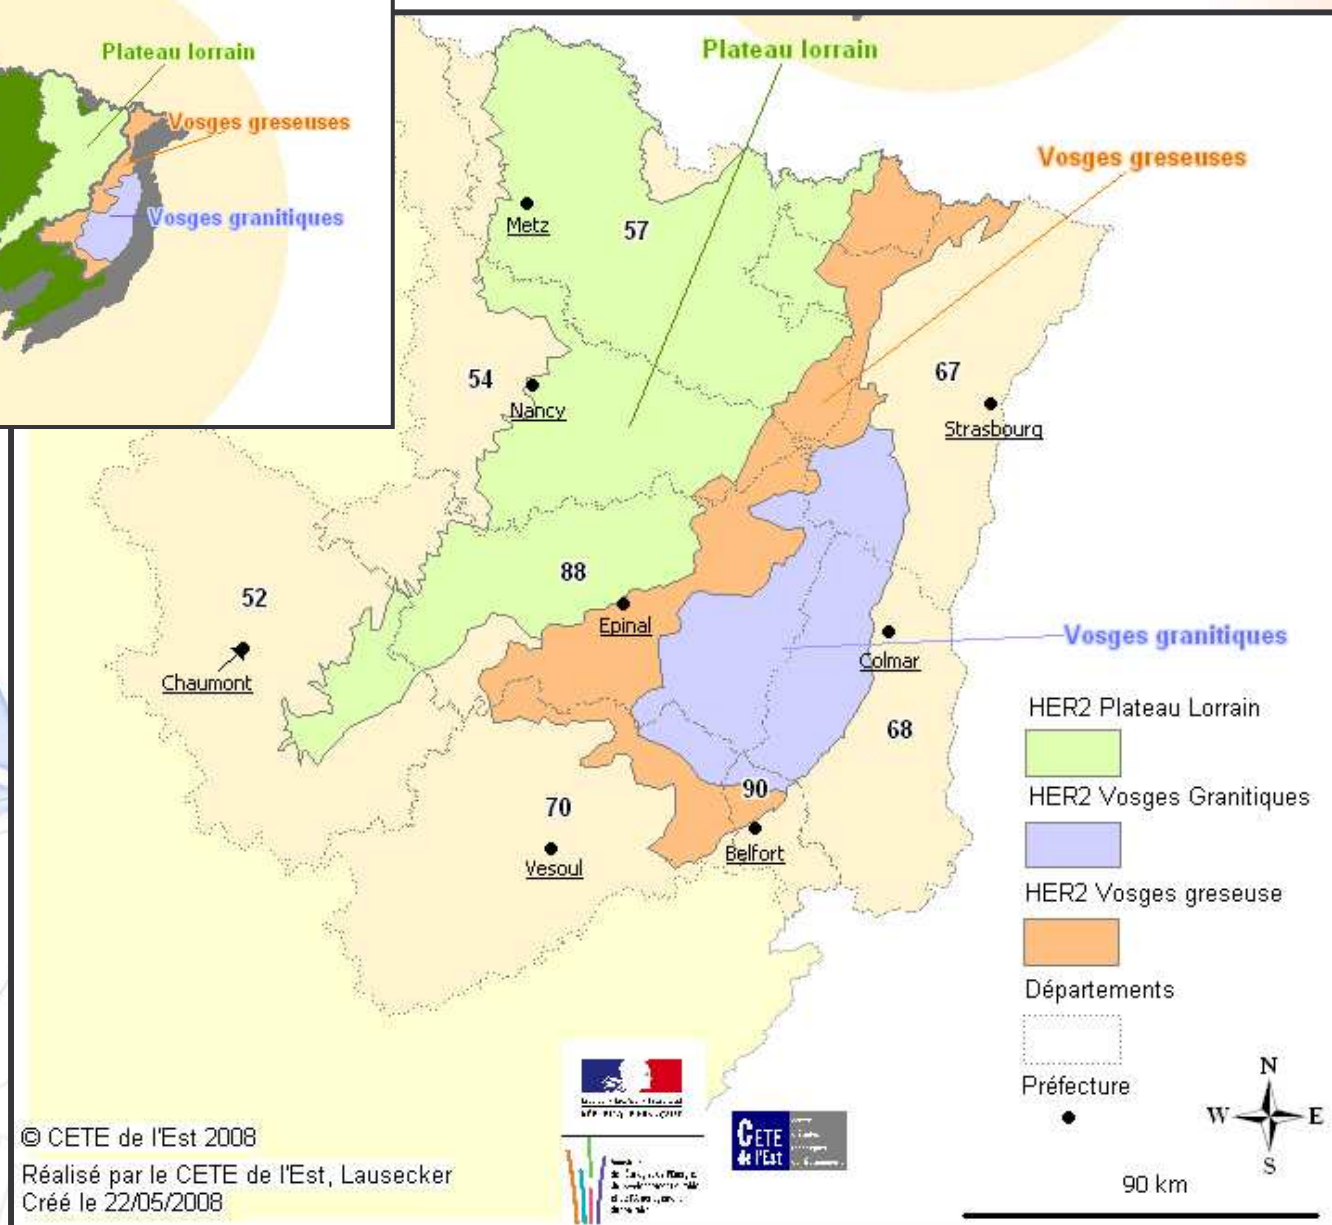 Plateau lorrain
Vosges greseuses
Vosges granitiques
Plateau lorrain
Vosges greseuses
Metz
57
54
Nancy
67
Strasbourg
88
52
Epinal
Vosges granitiques
Colmar
Chaumont
68
70
90
Vesoul
Belfort
HER2 Plateau Lorrain
HER2 Vosges Granitiques
HER2 Vosges greseuse
Départements
Préfecture
N
W E
S
90 km
© CETE de l'Est 2008
Réalisé par le CETE de l'Est, Lausecker
Créé le 22/05/2008
CETE
de l'Est